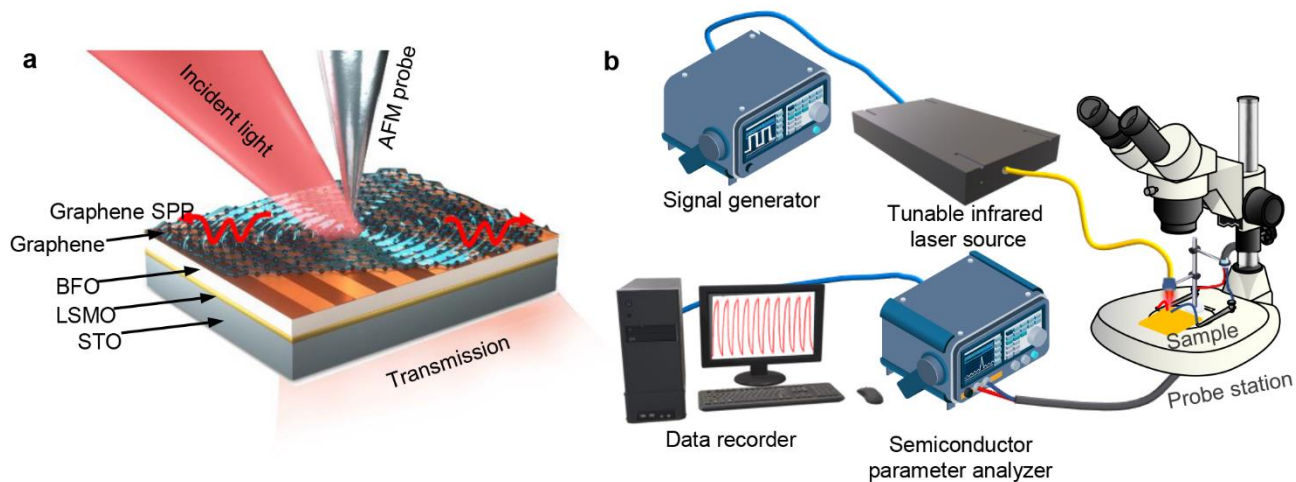 a
Incident light
AFM probe
Graphene SPP
Graphene
BFO
LSMO
STO
Transmission
b
Signal generator
Tunable infrared
laser source
Sample
Probe station
Data recorder
Semiconductor
parameter analyzer